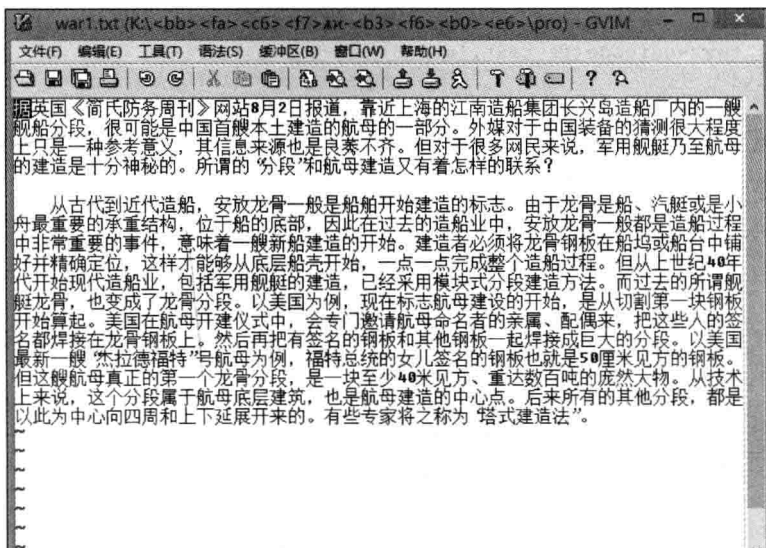 war1.txt (K:\<bb><fa><c6><f7>ди-<b3><f6><b0><e6>\pro) - GVIM
文件(F) 编辑(E) 工具(T) 语法(S) 缓冲区(B) 窗口(W) 帮助(H)
据英国《简氏防务周刊》网站8月2日报道，靠近上海的江南造船集团长兴岛造船厂内的一艘
舰船分段，很可能是中国首艘本土建造的航母的一部分。外媒对于中国装备的猜测很大程度
上只是一种参考意义，其信息来源也是良莠不齐。但对于很多网民来说，军用舰艇乃至航母
的建造是十分神秘的。所谓的“分段”和航母建造又有着怎样的联系？
从古代到近代造船，安放龙骨一般是船舶开始建造的标志。由于龙骨是船、汽艇或是小
舟最重要的承重结构，位于船的底部，因此在过去的造船业中，安放龙骨一般都是造船过程
中非常重要的事件，意味着一艘新船建造的开始。建造者必须将龙骨钢板在船坞或船台中铺
好并精确定位，这样才能够从底层船壳开始，一点一点完成整个造船过程。但从上世纪40年
代开始现代造船业，包括军用舰艇的建造，已经采用模块式分段建造方法。而过去的所谓舰
艇龙骨，也变成了龙骨分段。以美国为例，现在标志航母建设的开始，是从切割第一块钢板
开始算起。美国在航母开建仪式中，会专门邀请航母命名者的亲属、配偶来，把这些人的签
名都焊接在龙骨钢板上。然后再把有签名的钢板和其他钢板一起焊接成巨大的分段。以美国
最新一艘“杰拉德福特”号航母为例，福特总统的女儿签名的钢板也就是50厘米见方的钢板。
但这艘航母真正的第一个龙骨分段，是一块至少40米见方、重达数百吨的庞然大物。从技术
上来说，这个分段属于航母底层建筑，也是航母建造的中心点。后来所有的其他分段，都是
以此为中心向四周和上下延展开来的。有些专家将之称为“塔式建造法”。
~
~
~
~
~
~